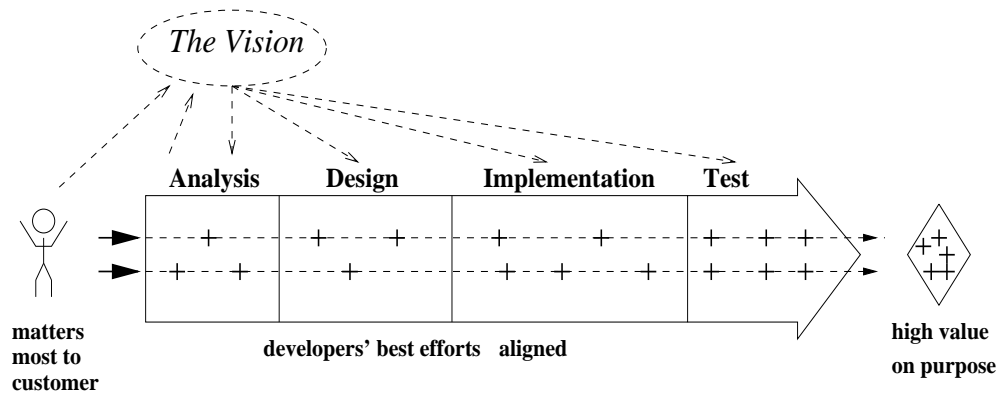 The Vision
Analysis Design Implementation Test
matters
most to
customer
developers’ best efforts aligned
high value
on purpose